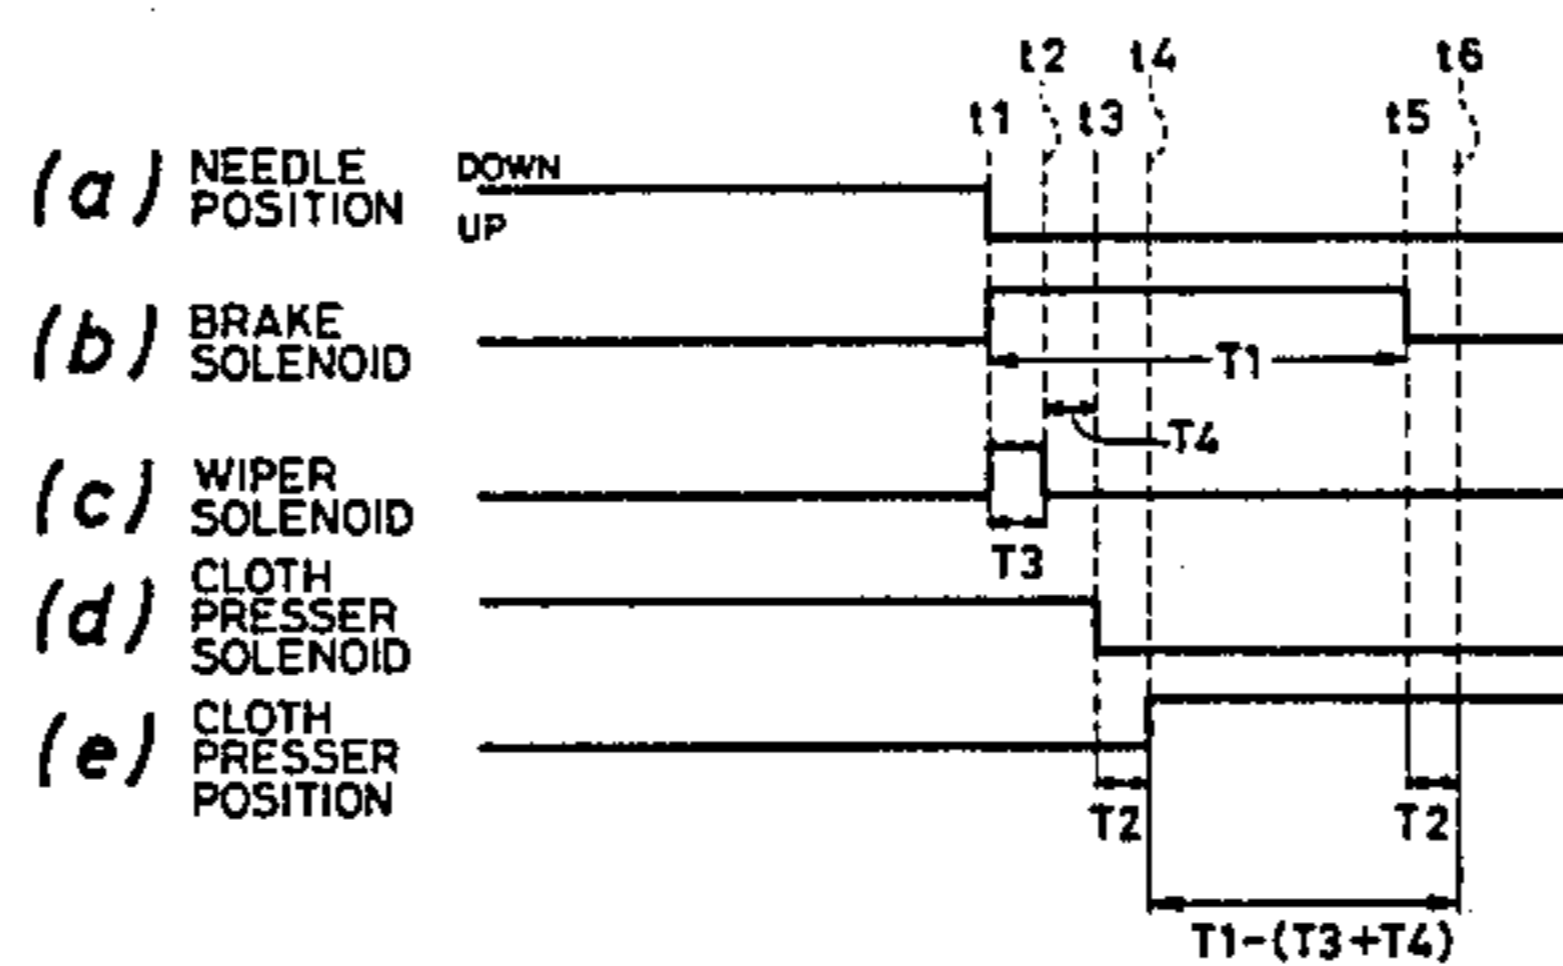 t2 t4 t6
t1 t3 t5
(a) NEEDLE POSITION DOWN UP
(b) BRAKE SOLENOID
T1
T4
(c) WIPER SOLENOID
T3
(d) CLOTH PRESSER SOLENOID
(e) CLOTH PRESSER POSITION
T2 T2
T1-(T3+T4)